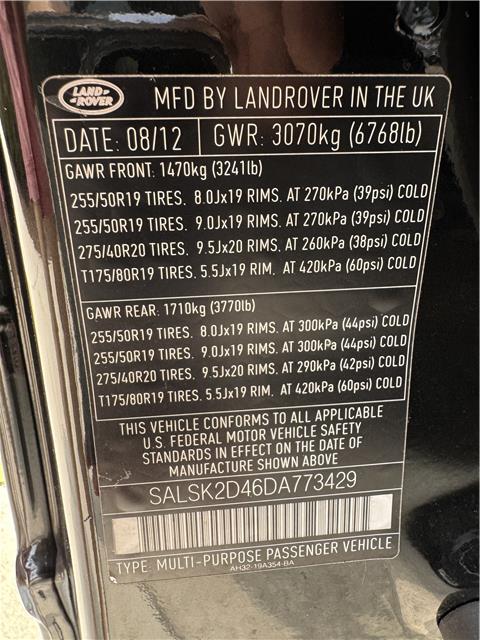 LAND ROVER
MFD BY LANDROVER IN THE UK
DATE: 08/12 GWR: 3070kg (6768lb)
GAWR FRONT: 1470kg (3241lb)
255/50R19 TIRES. 8.0Jx19 RIMS. AT 270kPa (39psi) COLD
255/50R19 TIRES. 9.0Jx19 RIMS. AT 270kPa (39psi) COLD
275/40R20 TIRES. 9.5Jx20 RIMS. AT 260kPa (38psi) COLD
T175/80R19 TIRES. 5.5Jx19 RIM. AT 420kPa (60psi) COLD
GAWR REAR: 1710kg (3770lb)
255/50R19 TIRES. 8.0Jx19 RIMS. AT 300kPa (44psi) COLD
255/50R19 TIRES. 9.0Jx19 RIMS. AT 300kPa (44psi) COLD
275/40R20 TIRES. 9.5Jx20 RIMS. AT 290kPa (42psi) COLD
T175/80R19 TIRES. 5.5Jx19 RIM. AT 420kPa (60psi) COLD
THIS VEHICLE CONFORMS TO ALL APPLICABLE
U.S. FEDERAL MOTOR VEHICLE SAFETY
STANDARDS IN EFFECT ON THE DATE OF
MANUFACTURE SHOWN ABOVE
SALSK2D46DA773429
TYPE: MULTI-PURPOSE PASSENGER VEHICLE
AH32-19A354-BA